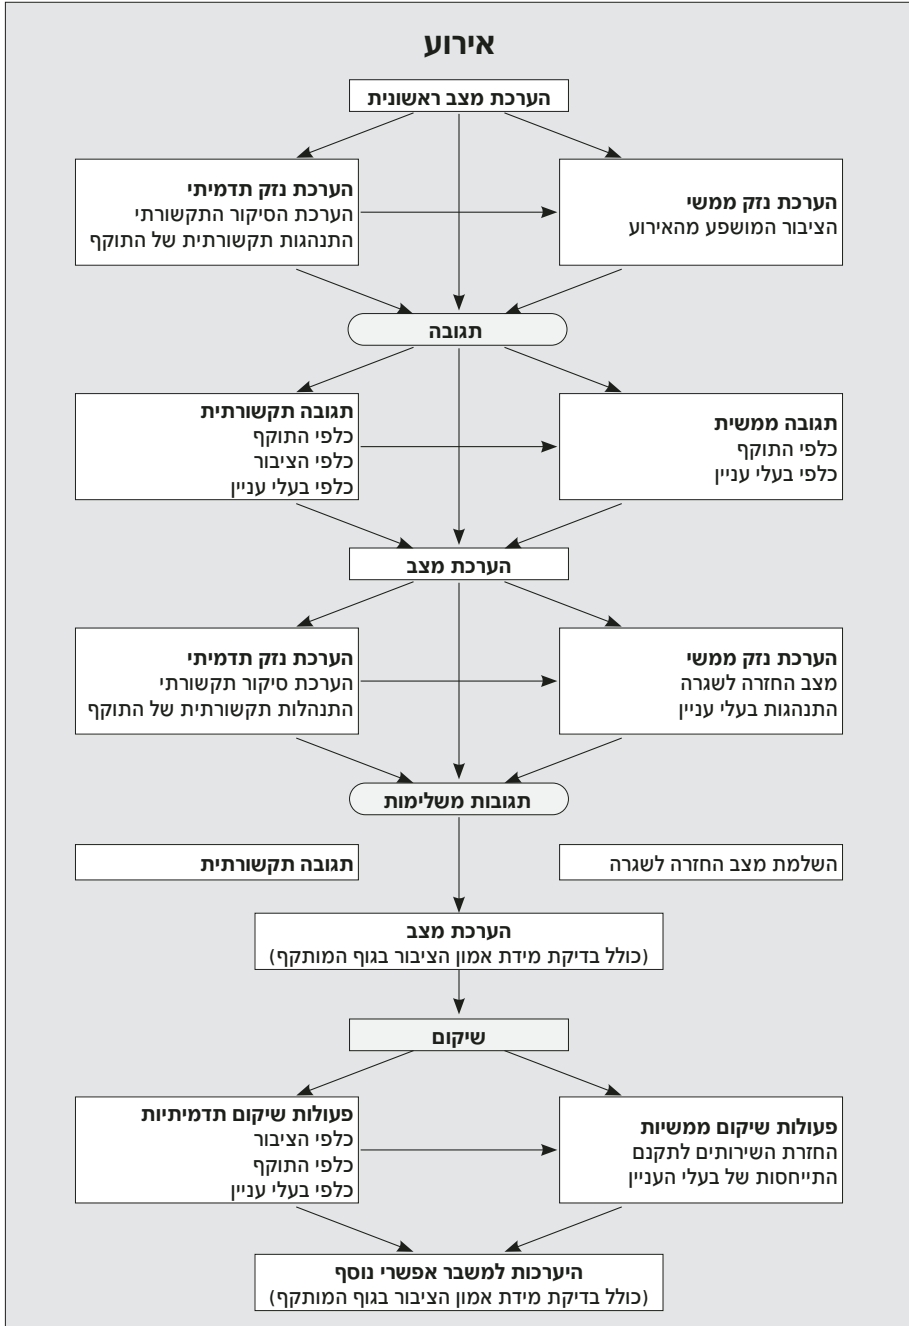 אירוע
הערכת מצב ראשונית
הערכת נזק ממשי
הציבור המושפע מהאירוע
הערכת נזק תדמיתי
הערכת הסיקור התקשורתי
התנהגות תקשורתית של התוקף
תגובה
תגובה ממשית
כלפי התוקף
כלפי בעלי עניין
תגובה תקשורתית
כלפי התוקף
כלפי הציבור
כלפי בעלי עניין
הערכת מצב
הערכת נזק ממשי
מצב החזרה לשגרה
התנהגות בעלי עניין
הערכת נזק תדמיתי
הערכת סיקור תקשורתי
התנהלות תקשורתית של התוקף
תגובות משלימות
השלמת מצב החזרה לשגרה
תגובה תקשורתית
הערכת מצב
(כולל בדיקת מידת אמון הציבור בגוף המותקף)
שיקום
פעולות שיקום ממשיות
החזרת השירותים לתקנם
התייחסות של בעלי העניין
פעולות שיקום תדמיתיות
כלפי הציבור
כלפי התוקף
כלפי בעלי עניין
היערכות למשבר אפשרי נוסף
(כולל בדיקת מידת אמון הציבור בגוף המותקף)